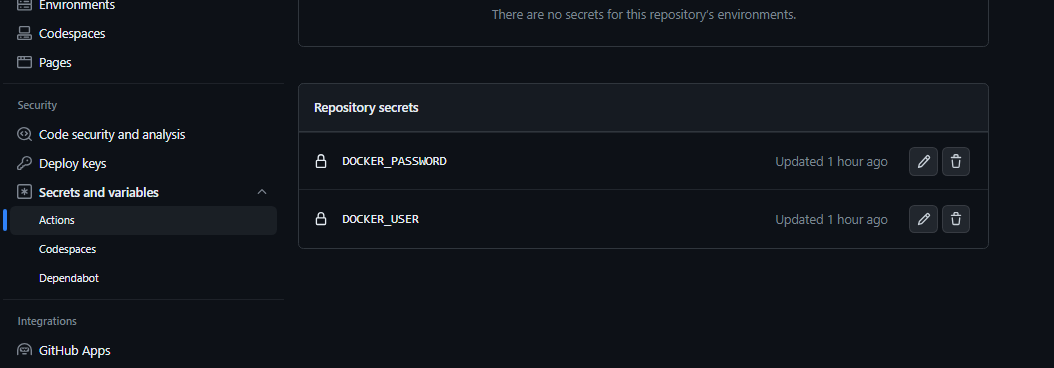 Environments
Codespaces
Pages
Security
Code security and analysis
Deploy keys
Secrets and variables
Actions
Codespaces
Dependabot
Integrations
GitHub Apps
There are no secrets for this repository's environments.
Repository secrets
DOCKER_PASSWORD Updated 1 hour ago
DOCKER_USER Updated 1 hour ago